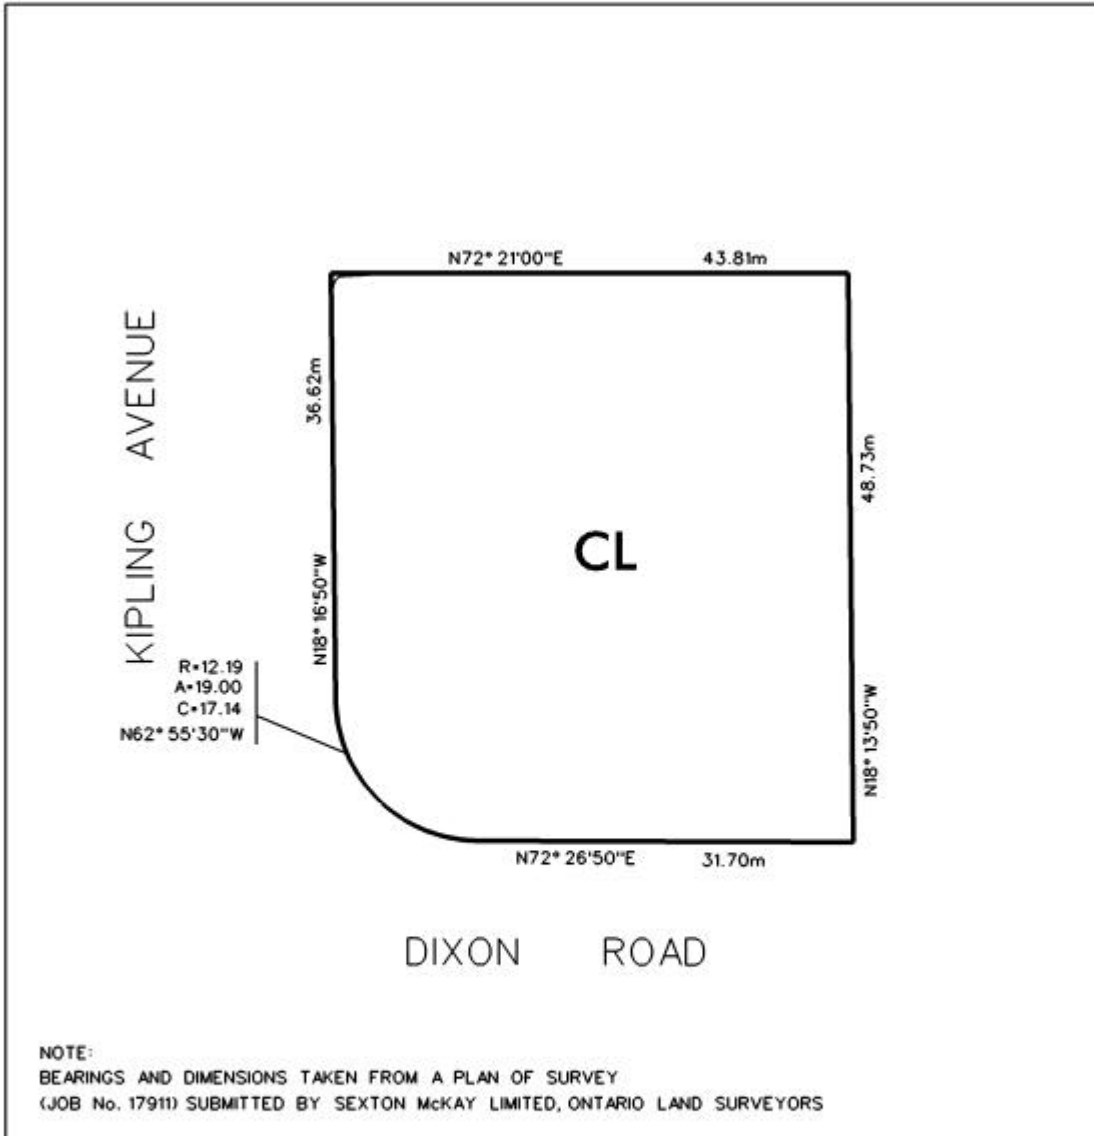 N72° 21'00"E 43.81m
KIPLING AVENUE
36.62m
N18° 16'50"W
48.73m
N18° 13'50"W
CL
R=12.19
A=19.00
C=17.14
N62° 55'30"W
N72° 26'50"E 31.70m
DIXON ROAD
NOTE:
BEARINGS AND DIMENSIONS TAKEN FROM A PLAN OF SURVEY
(JOB No. 17911) SUBMITTED BY SEXTON McKAY LIMITED, ONTARIO LAND SURVEYORS